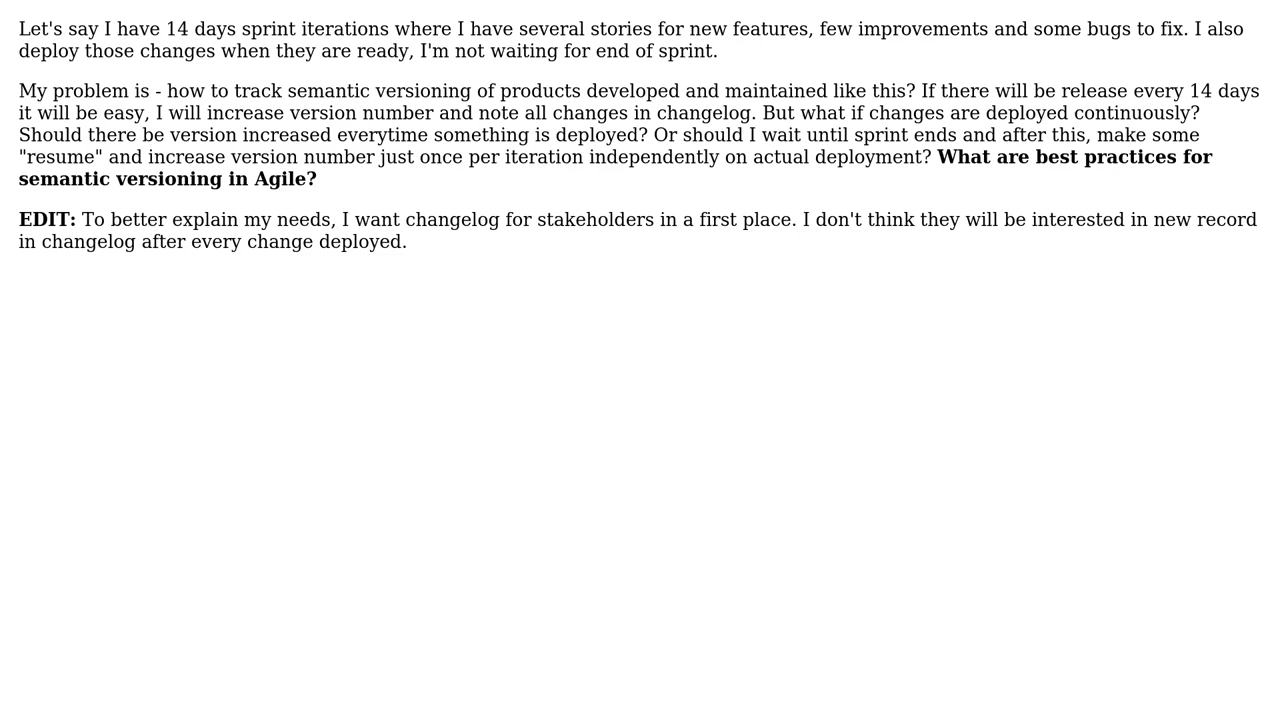 Let's say I have 14 days sprint iterations where I have several stories for new features, few improvements and some bugs to fix. I also
deploy those changes when they are ready, I'm not waiting for end of sprint.
My problem is - how to track semantic versioning of products developed and maintained like this? If there will be release every 14 days
it will be easy, I will increase version number and note all changes in changelog. But what if changes are deployed continuously?
Should there be version increased everytime something is deployed? Or should I wait until sprint ends and after this, make some
"resume" and increase version number just once per iteration independently on actual deployment? What are best practices for
semantic versioning in Agile?
EDIT: To better explain my needs, I want changelog for stakeholders in a first place. I don't think they will be interested in new record
in changelog after every change deployed.